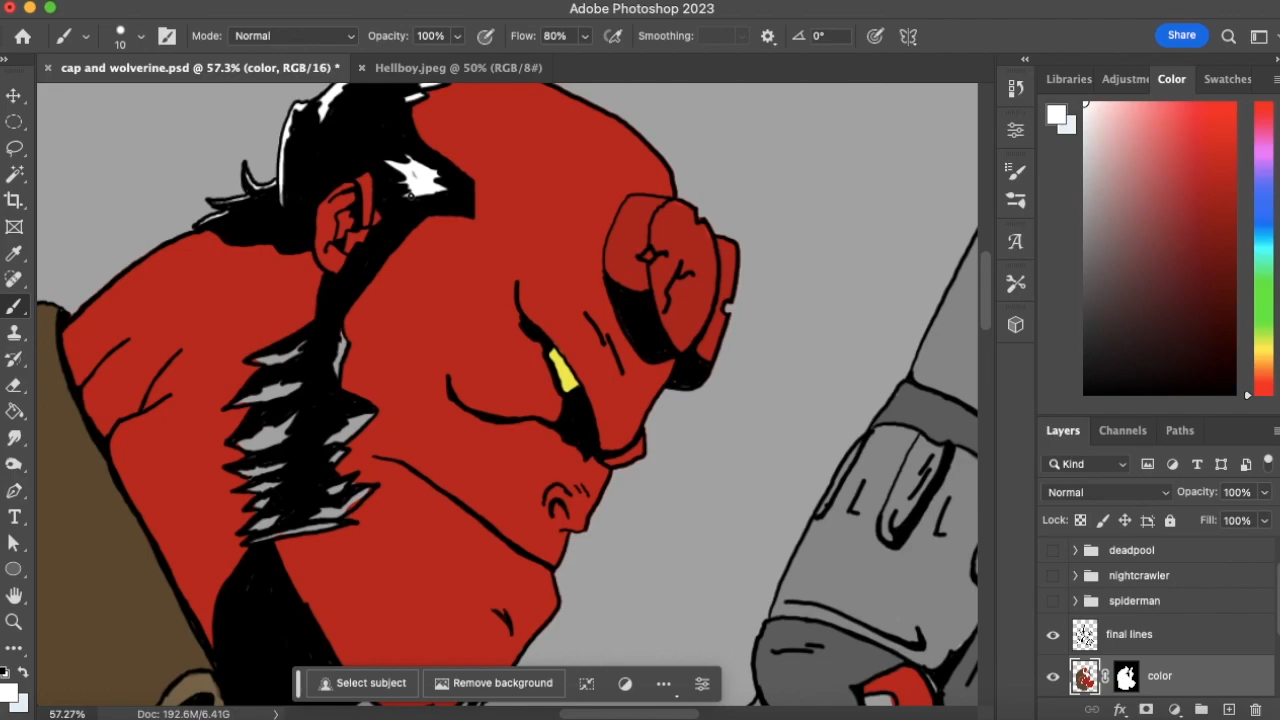 Adobe Photoshop 2023
10 Mode: Normal Opacity: 100% Flow: 80% Smoothing: 0° Share
cap and wolverine.psd @ 57.3% (color, RGB/16) * Hellboy.jpeg @ 50% (RGB/8#)
Libraries Adjustme Color Swatches
Layers Channels Paths
Kind
Normal Opacity: 100%
Lock: Fill: 100%
deadpool
nightcrawler
spiderman
final lines
color
Select subject Remove background
57.27% Doc: 192.6M/6.41G